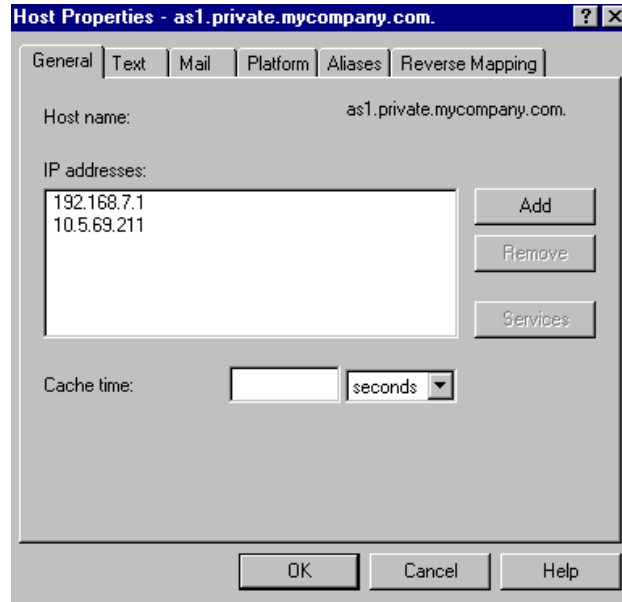 Host Properties - as1.private.mycompany.com. ? X
General Text Mail Platform Aliases Reverse Mapping
Host name: as1.private.mycompany.com.
IP addresses:
192.168.7.1
10.5.69.211
Add
Remove
Services
Cache time: seconds
OK Cancel Help